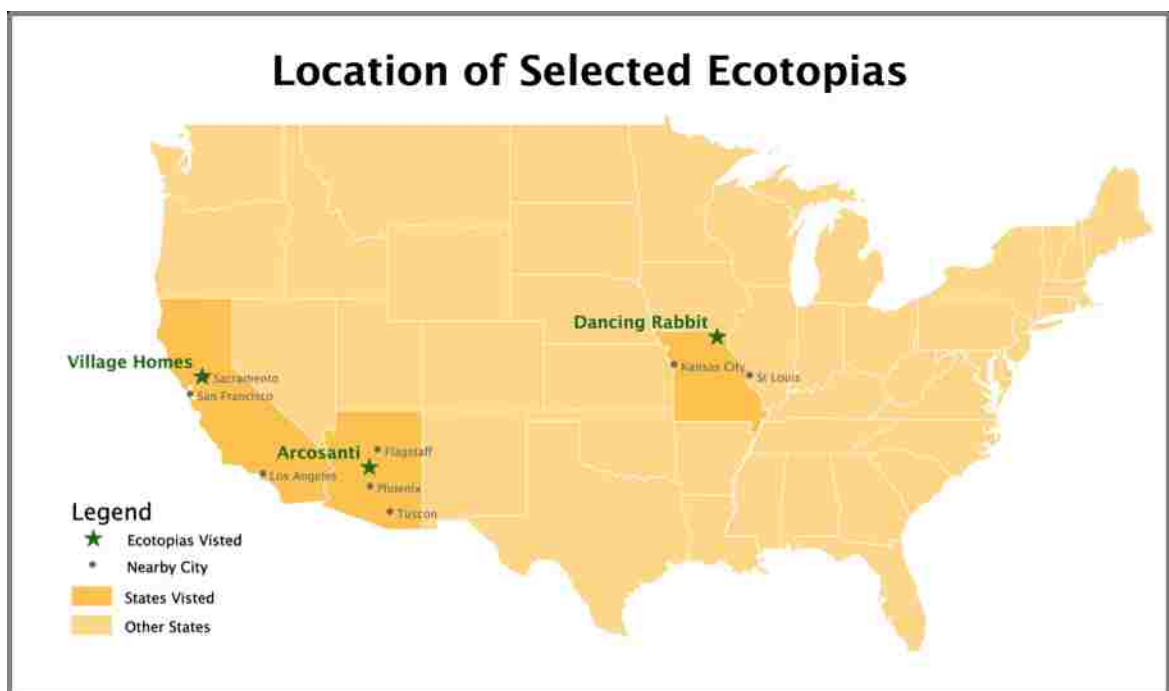 Location of Selected Ecotopias
Dancing Rabbit
Village Homes
Kansas City
Sacramento
St Louis
San Francisco
Arcosanti
Flagstaff
Los Angeles
Phoenix
Tuscon
Legend
Ecotopias Visted
Nearby City
States Visted
Other States